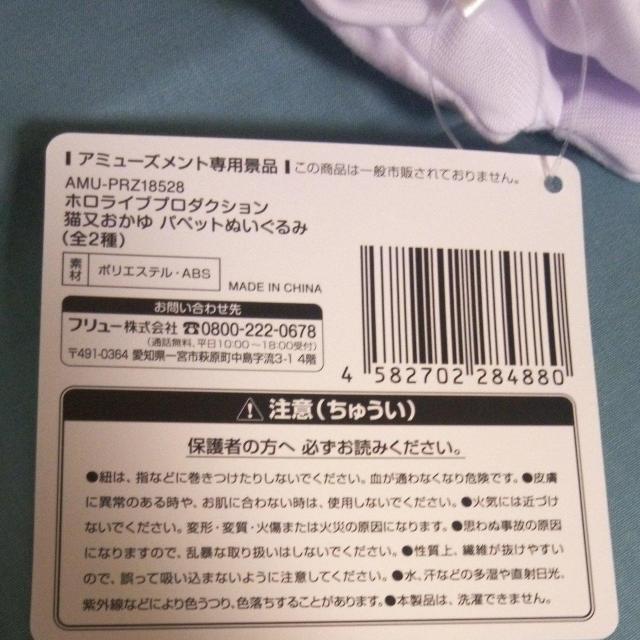 アミューズメント専用景品 この商品は一般市販されておりません。
AMU-PRZ18528
ホロライブプロダクション
猫又おかゆ パペットぬいぐるみ
(全2種)
素材 ポリエステル・ABS
MADE IN CHINA
お問い合わせ先
フリュー株式会社 ☎0800-222-0678
(通話無料、平日10:00~18:00受付)
〒491-0364 愛知県一宮市萩原町中島字流3-1 4階
4 582702 284880
⚠注意(ちゅうい)
保護者の方へ 必ずお読みください。
●紐は、指などに巻きつけたりしないでください。血が通わなくなり危険です。●皮膚
に異常のある時や、お肌に合わない時は、使用しないでください。●火気には近づけ
ないでください。変形・変質・火傷または火災の原因になります。●思わぬ事故の原因
になりますので、乱暴な取り扱いはしないでください。●性質上、繊維が抜けやすい
ので、誤って吸い込まないように注意してください。●水、汗などの多湿や直射日光、
紫外線などにより色うつり、色落ちすることがあります。●本製品は、洗濯できません。